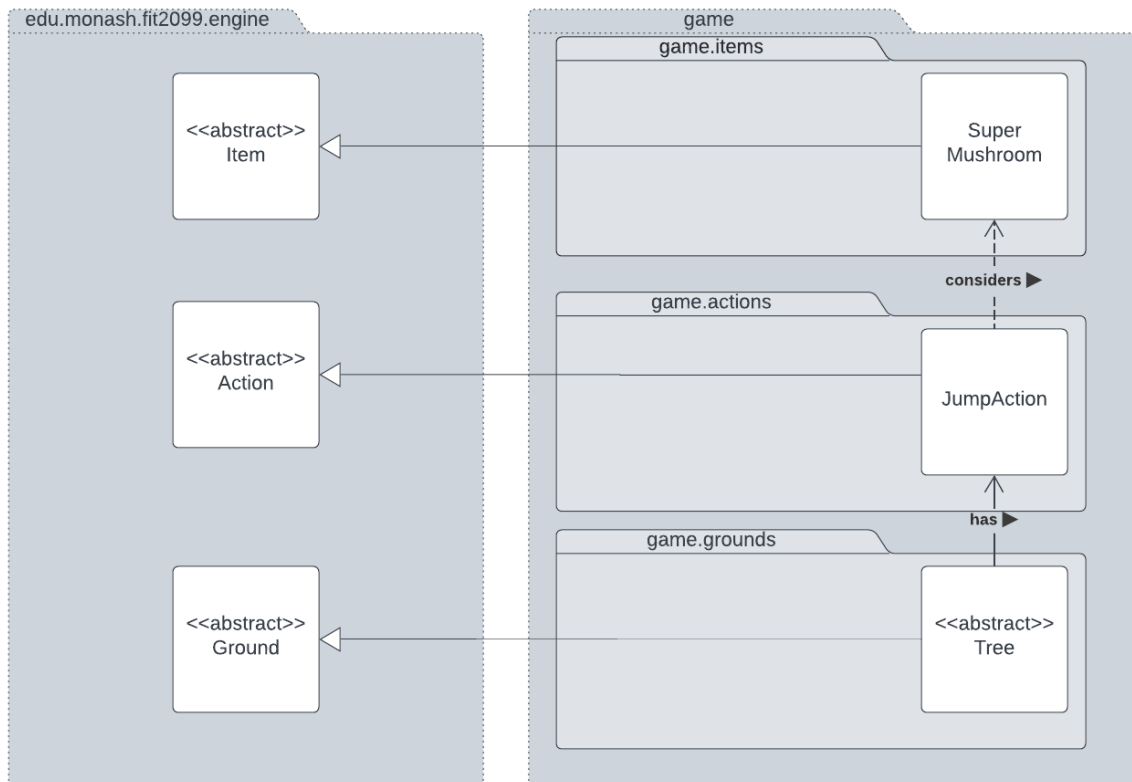 edu.monash.fit2099.engine
game
game.items
<<abstract>>
Item
Super
Mushroom
considers ▶
game.actions
<<abstract>>
Action
JumpAction
has ▶
game.grounds
<<abstract>>
Ground
<<abstract>>
Tree